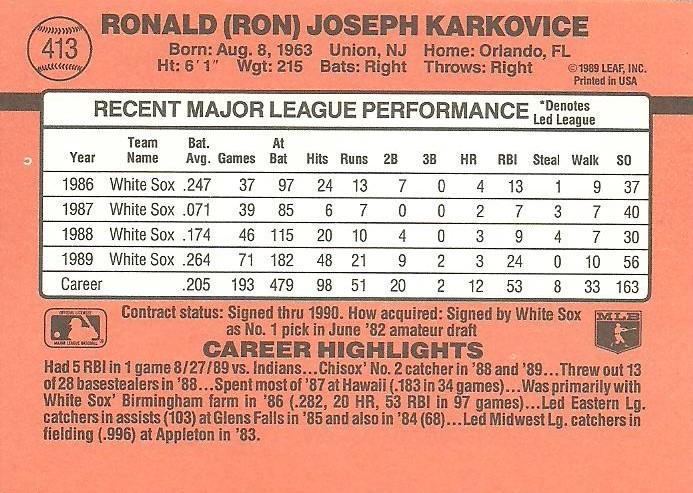 413
RONALD (RON) JOSEPH KARKOVICE
Born: Aug. 8, 1963 Union, NJ Home: Orlando, FL
Ht: 6'1" Wgt: 215 Bats: Right Throws: Right
©1989 LEAF, INC.
Printed in USA
RECENT MAJOR LEAGUE PERFORMANCE *Denotes Led League
Year Team Name Bat. Avg. Games At Bat Hits Runs 2B 3B HR RBI Steal Walk SO
1986 White Sox .247 37 97 24 13 7 0 4 13 1 9 37
1987 White Sox .071 39 85 6 7 0 0 2 7 3 7 40
1988 White Sox .174 46 115 20 10 4 0 3 9 4 7 30
1989 White Sox .264 71 182 48 21 9 2 3 24 0 10 56
Career .205 193 479 98 51 20 2 12 53 8 33 163
Contract status: Signed thru 1990. How acquired: Signed by White Sox
as No. 1 pick in June '82 amateur draft
OFFICIAL LICENSEE
MAJOR LEAGUE BASEBALL
MLB
CAREER HIGHLIGHTS
Had 5 RBI in 1 game 8/27/89 vs. Indians...Chisox' No. 2 catcher in '88 and '89...Threw out 13
of 28 basestealers in '88...Spent most of '87 at Hawaii (.183 in 34 games)...Was primarily with
White Sox' Birmingham farm in '86 (.282, 20 HR, 53 RBI in 97 games)...Led Eastern Lg.
catchers in assists (103) at Glens Falls in '85 and also in '84 (68)...Led Midwest Lg. catchers in
fielding (.996) at Appleton in '83.